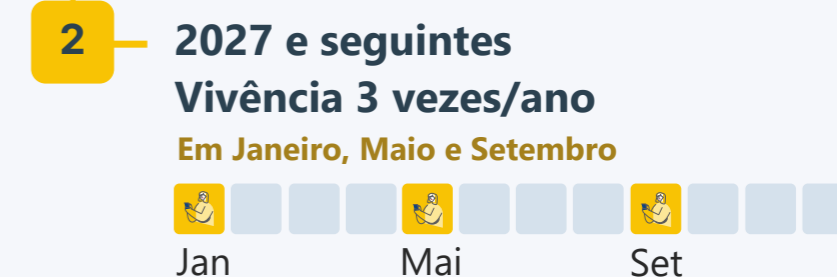 2
2027 e seguintes
Vivência 3 vezes/ano
Em Janeiro, Maio e Setembro
Jan Mai Set